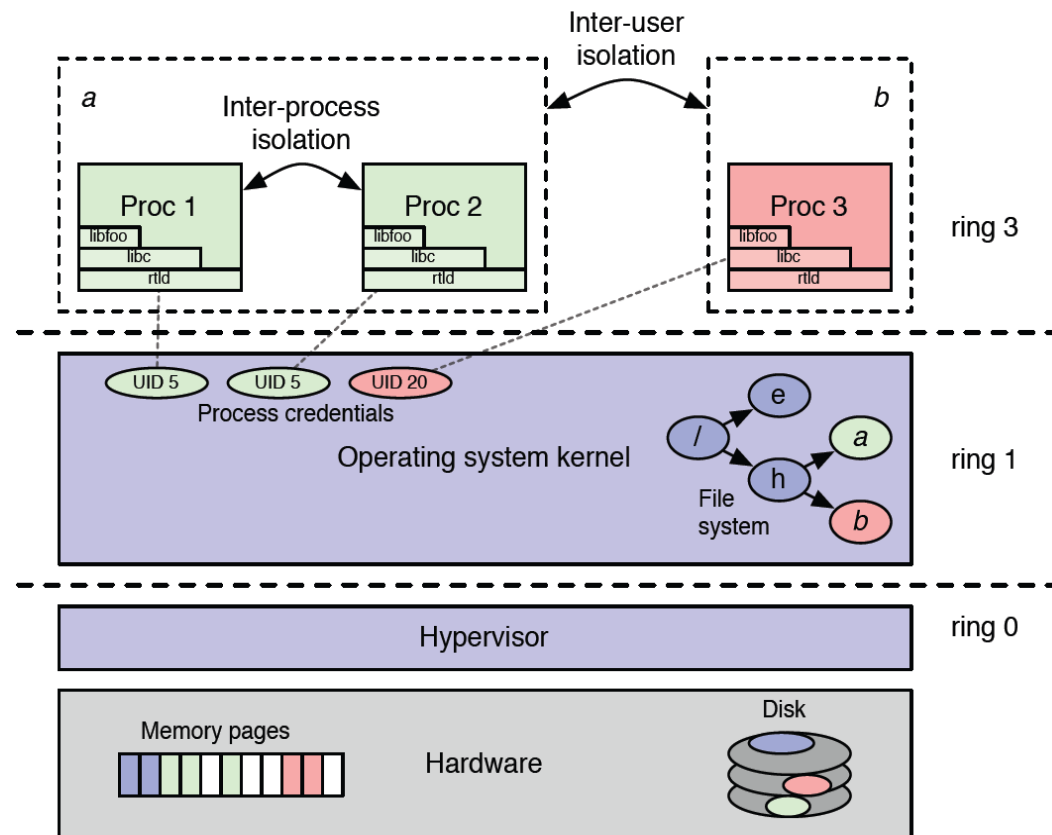 Inter-user
isolation
a
b
Inter-process
isolation
Proc 1
libfoo
libc
rtld
Proc 2
libfoo
libc
rtld
Proc 3
libfoo
libc
rtld
ring 3
UID 5
UID 5
UID 20
Process credentials
Operating system kernel
/
e
h
a
b
File
system
ring 1
Hypervisor
ring 0
Memory pages
Hardware
Disk